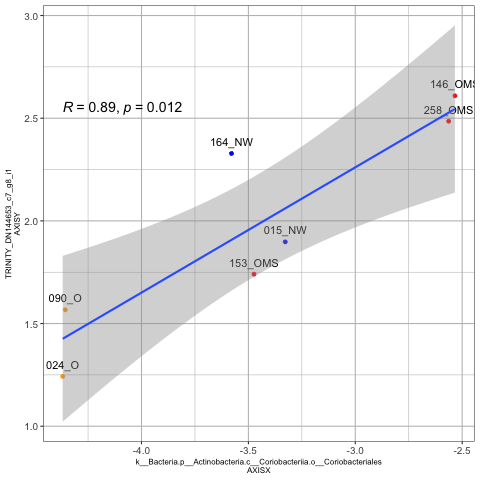 3.0
2.5
2.0
1.5
1.0
TRINITY_DN144653_c7_g8_i1
AXISY
R = 0.89, p = 0.012
146_OMS
258_OMS
164_NW
015_NW
153_OMS
090_O
024_O
-4.0 -3.5 -3.0 -2.5
k__Bacteria.p__Actinobacteria.c__Coriobacteriia.o__Coriobacteriales
AXISX